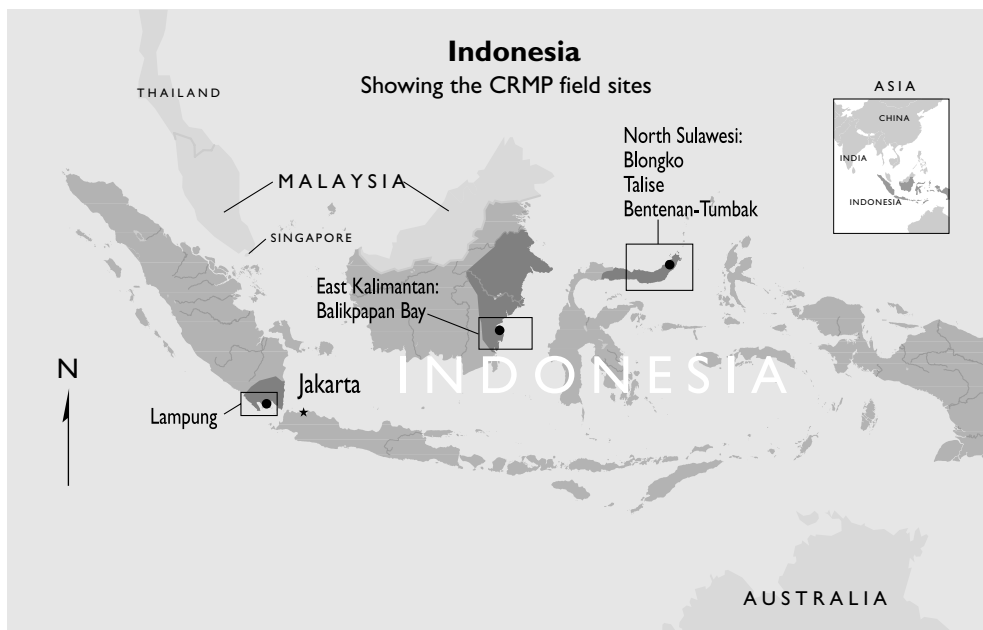 Indonesia
Showing the CRMP field sites
THAILAND
ASIA
CHINA
INDIA
INDONESIA
North Sulawesi:
Blongko
Talise
Bentenan-Tumbak
MALAYSIA
SINGAPORE
East Kalimantan:
Balikpapan Bay
INDONESIA
N
Jakarta
Lampung
AUSTRALIA